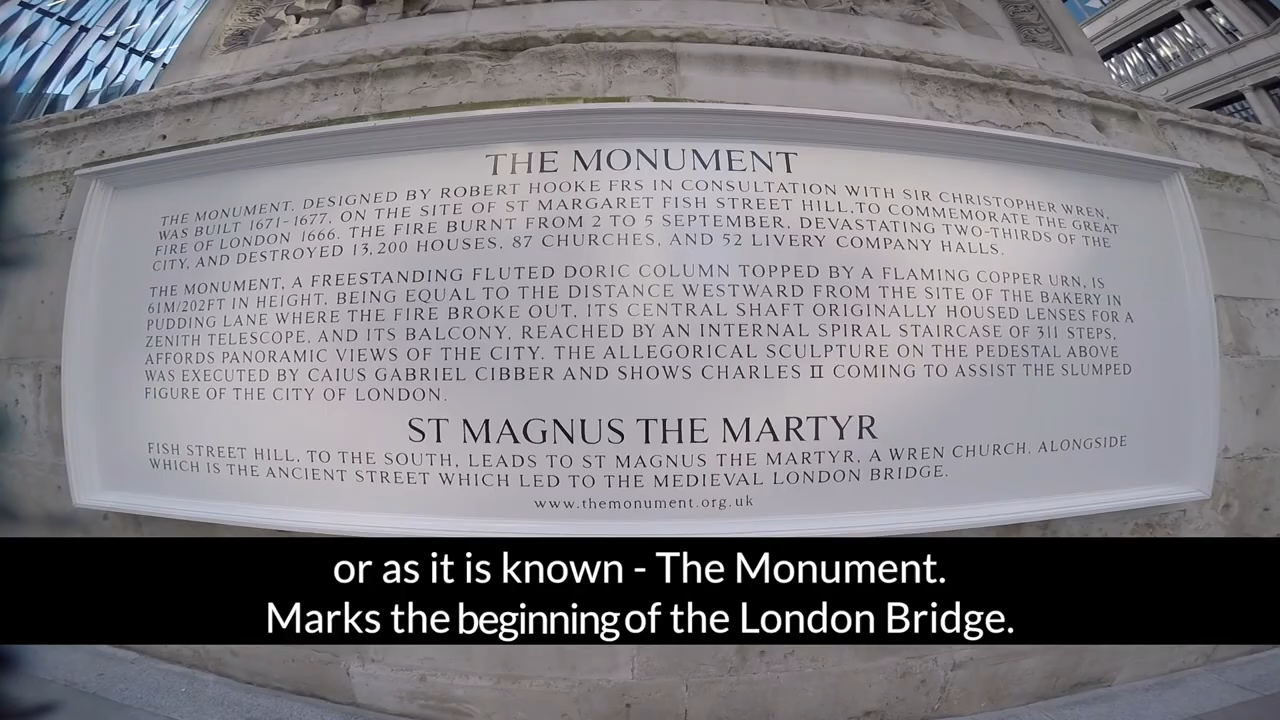 THE MONUMENT
THE MONUMENT, DESIGNED BY ROBERT HOOKE FRS IN CONSULTATION WITH SIR CHRISTOPHER WREN,
WAS BUILT 1671-1677, ON THE SITE OF ST MARGARET FISH STREET HILL, TO COMMEMORATE THE GREAT
FIRE OF LONDON 1666. THE FIRE BURNT FROM 2 TO 5 SEPTEMBER, DEVASTATING TWO-THIRDS OF THE
CITY, AND DESTROYED 13,200 HOUSES, 87 CHURCHES, AND 52 LIVERY COMPANY HALLS.
THE MONUMENT, A FREESTANDING FLUTED DORIC COLUMN TOPPED BY A FLAMING COPPER URN, IS
61M/202FT IN HEIGHT, BEING EQUAL TO THE DISTANCE WESTWARD FROM THE SITE OF THE BAKERY IN
PUDDING LANE WHERE THE FIRE BROKE OUT, ITS CENTRAL SHAFT ORIGINALLY HOUSED LENSES FOR A
ZENITH TELESCOPE, AND ITS BALCONY, REACHED BY AN INTERNAL SPIRAL STAIRCASE OF 311 STEPS,
AFFORDS PANORAMIC VIEWS OF THE CITY. THE ALLEGORICAL SCULPTURE ON THE PEDESTAL ABOVE
WAS EXECUTED BY CAIUS GABRIEL CIBBER AND SHOWS CHARLES II COMING TO ASSIST THE SLUMPED
FIGURE OF THE CITY OF LONDON.
ST MAGNUS THE MARTYR
FISH STREET HILL, TO THE SOUTH, LEADS TO ST MAGNUS THE MARTYR, A WREN CHURCH, ALONGSIDE
WHICH IS THE ANCIENT STREET WHICH LED TO THE MEDIEVAL LONDON BRIDGE.
www.themonument.org.uk
or as it is known - The Monument.
Marks the beginning of the London Bridge.